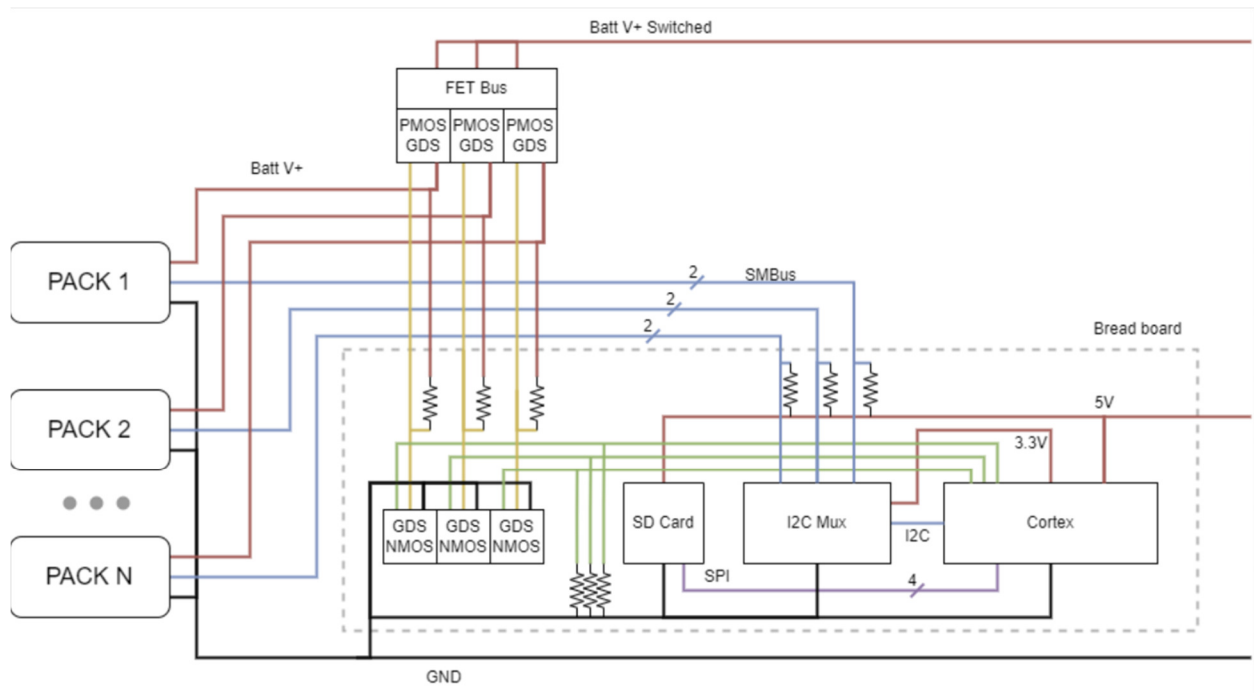 Batt V+ Switched
FET Bus
PMOS
GDS
PMOS
GDS
PMOS
GDS
Batt V+
PACK 1
2
SMBus
2
2
Bread board
PACK 2
5V
3.3V
GDS
NMOS
GDS
NMOS
GDS
NMOS
SD Card
I2C Mux
I2C
Cortex
PACK N
SPI
4
GND